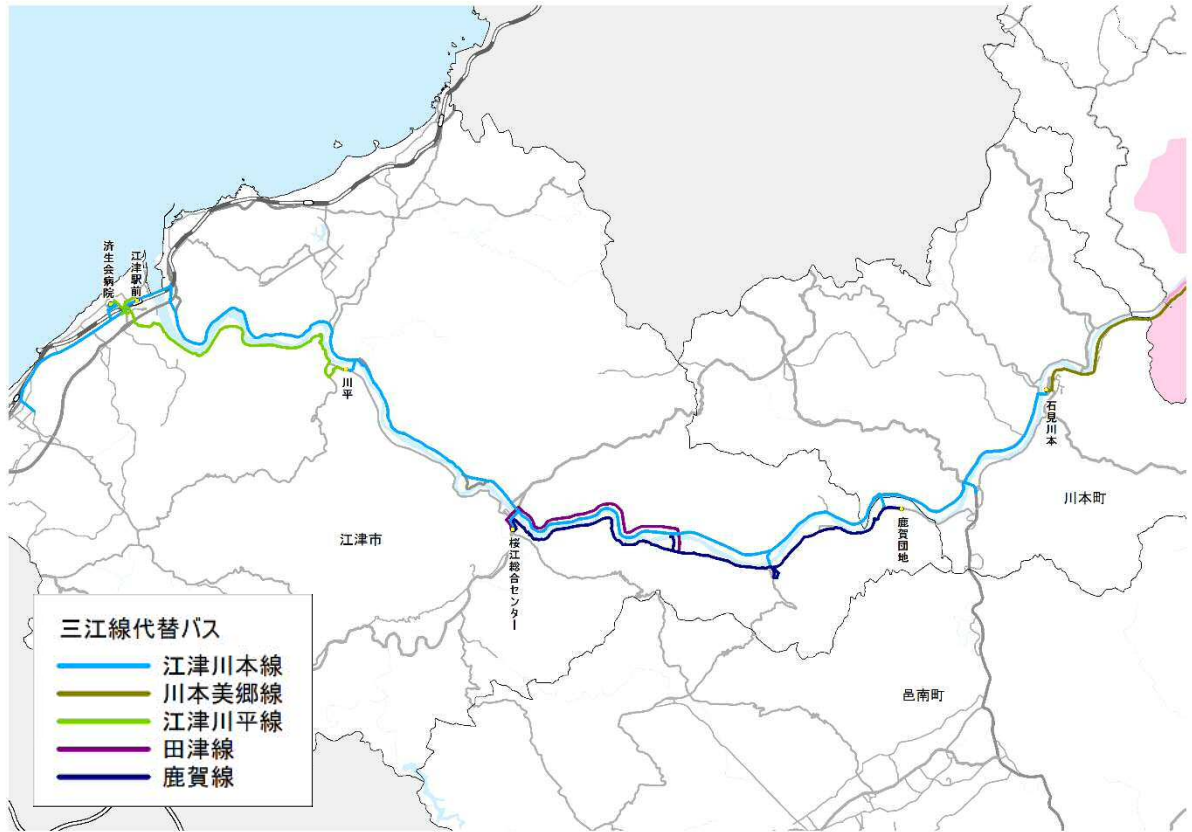 済生会病院
江津駅前
川平
石見川本
川本町
鹿賀団地
桜江総合センター
江津市
邑南町
三江線代替バス
江津川本線
川本美郷線
江津川平線
田津線
鹿賀線